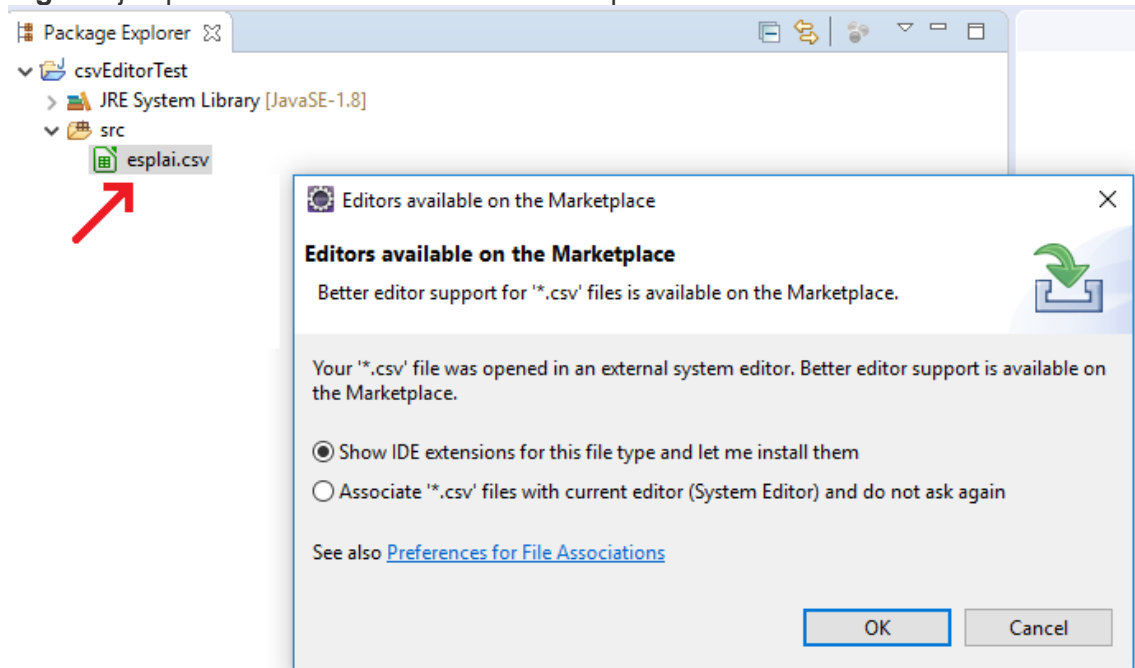 Package Explorer
csvEditorTest
JRE System Library [JavaSE-1.8]
src
esplai.csv
Editors available on the Marketplace
Editors available on the Marketplace
Better editor support for '*.csv' files is available on the Marketplace.
Your '*.csv' file was opened in an external system editor. Better editor support is available on
the Marketplace.
Show IDE extensions for this file type and let me install them
Associate '*.csv' files with current editor (System Editor) and do not ask again
See also Preferences for File Associations
OK Cancel